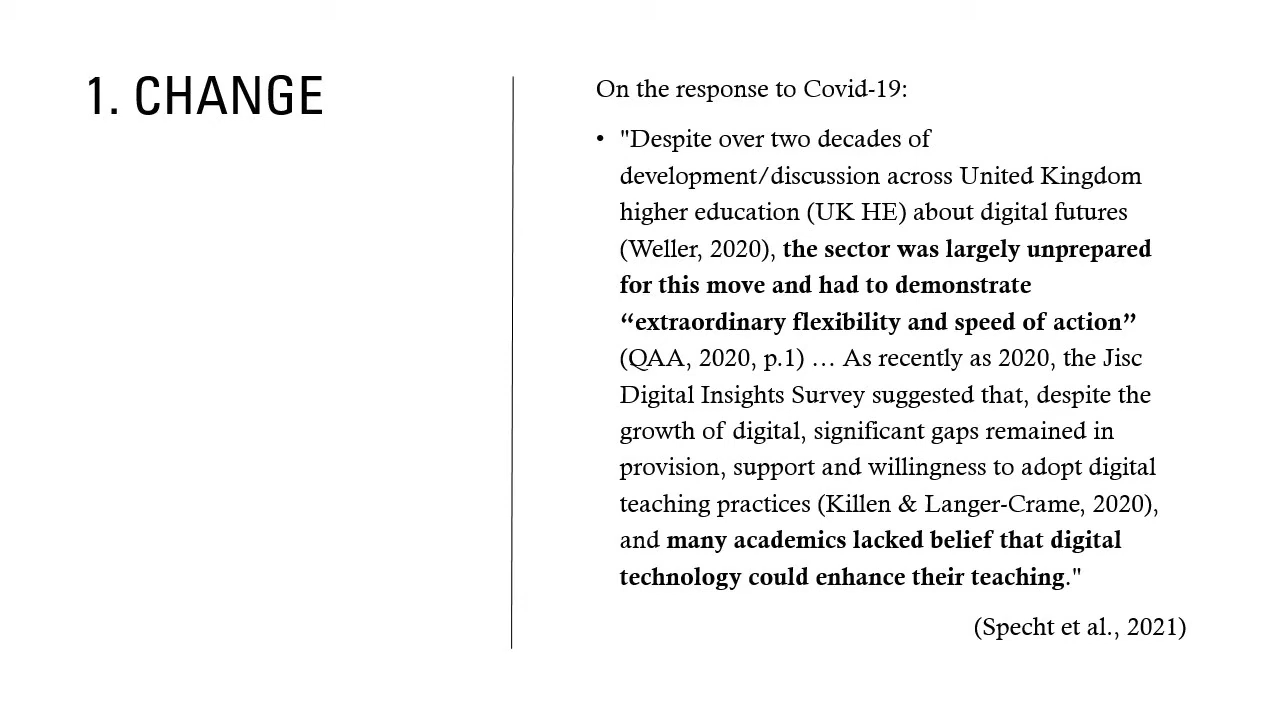 1. CHANGE
On the response to Covid-19:
• "Despite over two decades of
development/discussion across United Kingdom
higher education (UK HE) about digital futures
(Weller, 2020), the sector was largely unprepared
for this move and had to demonstrate
“extraordinary flexibility and speed of action”
(QAA, 2020, p.1) … As recently as 2020, the Jisc
Digital Insights Survey suggested that, despite the
growth of digital, significant gaps remained in
provision, support and willingness to adopt digital
teaching practices (Killen & Langer-Crame, 2020),
and many academics lacked belief that digital
technology could enhance their teaching."
(Specht et al., 2021)